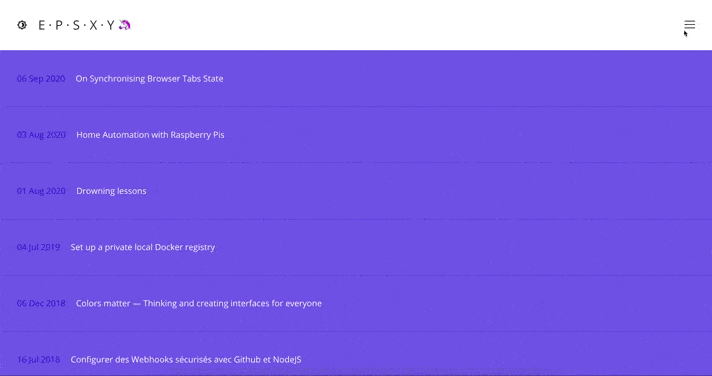 E·P·S·X·Y
06 Sep 2020 On Synchronising Browser Tabs State
03 Aug 2020 Home Automation with Raspberry Pis
01 Aug 2020 Drowning lessons
04 Jul 2019 Set up a private local Docker registry
06 Dec 2018 Colors matter — Thinking and creating interfaces for everyone
16 Jul 2018 Configurer des Webhooks sécurisés avec Github et NodeJS